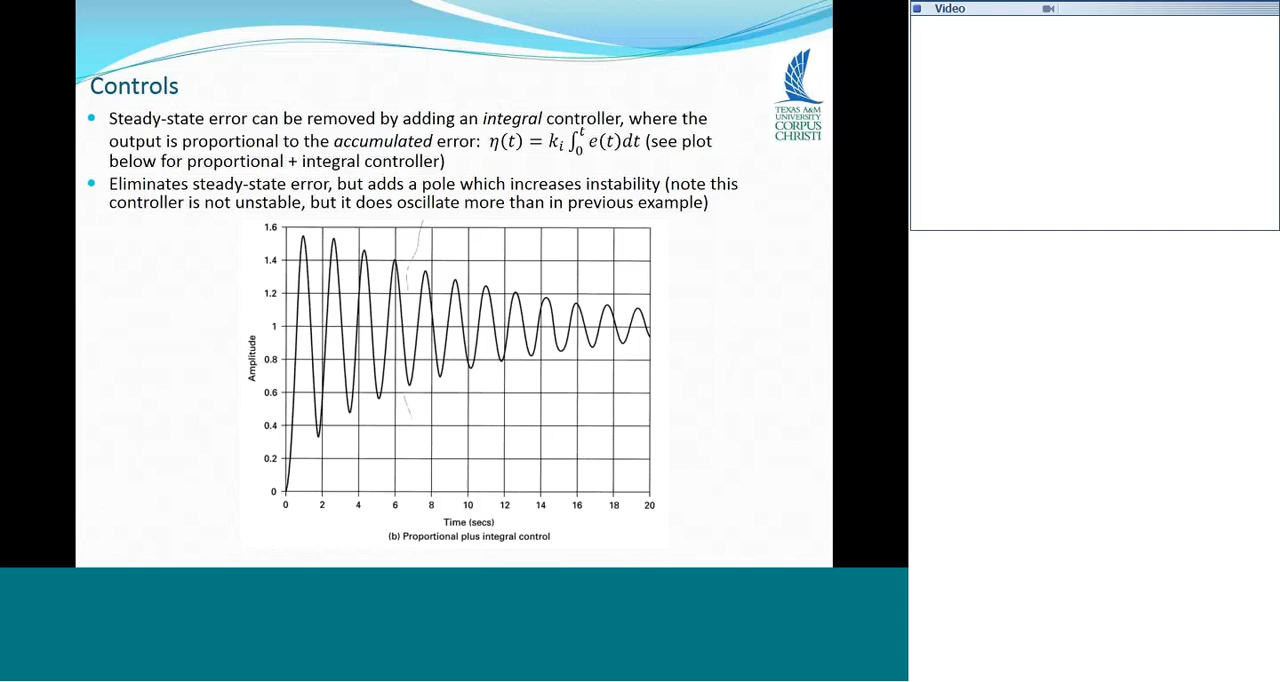 Video
TEXAS A&M
UNIVERSITY
CORPUS
CHRISTI
Controls
Steady-state error can be removed by adding an integral controller, where the
output is proportional to the accumulated error: η(t) = kᵢ ∫₀ᵗ e(t)dt (see plot
below for proportional + integral controller)
Eliminates steady-state error, but adds a pole which increases instability (note this
controller is not unstable, but it does oscillate more than in previous example)
1.6
1.4
1.2
1
0.8
0.6
0.4
0.2
0
Amplitude
0 2 4 6 8 10 12 14 16 18 20
Time (secs)
(b) Proportional plus integral control